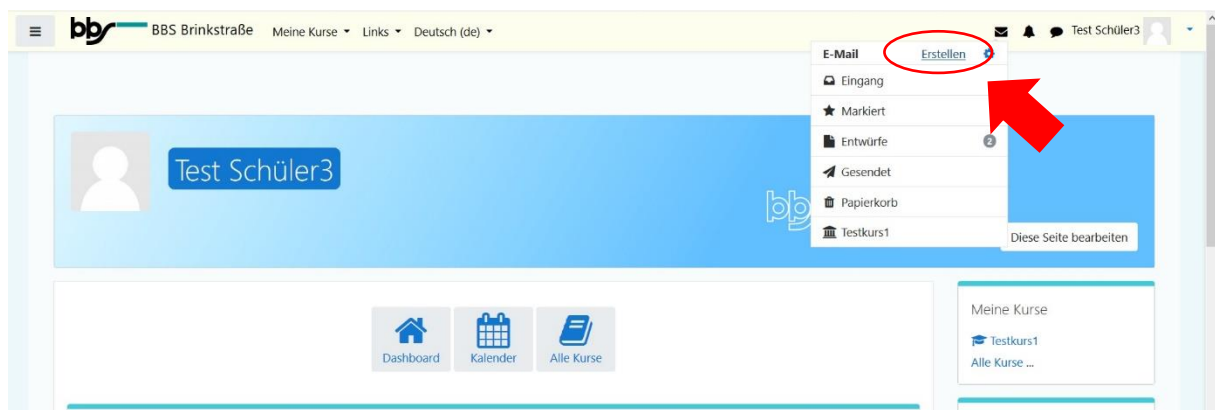 bbs BBS Brinkstraße Meine Kurse Links Deutsch (de) Test Schüler3
E-Mail Erstellen
Eingang
Markiert
Entwürfe 2
Gesendet
Papierkorb
Testkurs1
Test Schüler3
bb
Diese Seite bearbeiten
Dashboard Kalender Alle Kurse
Meine Kurse
Testkurs1
Alle Kurse ...